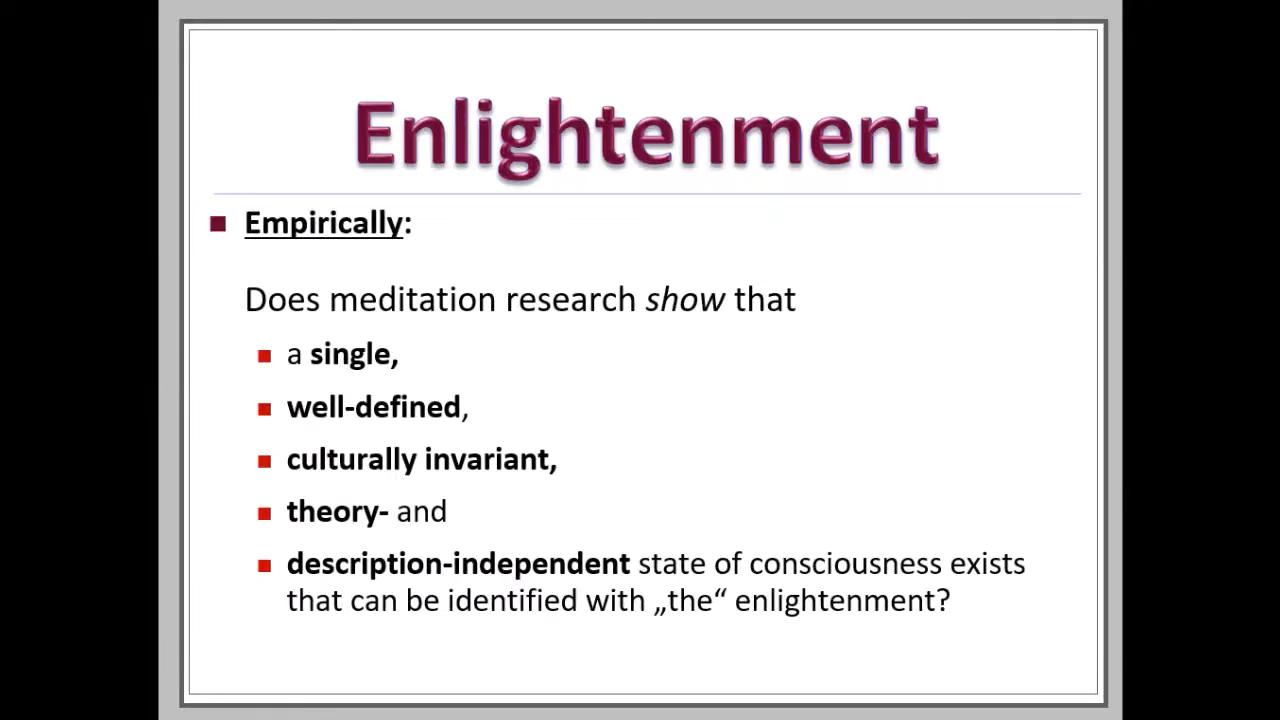 Enlightenment
Empirically:
Does meditation research show that
a single,
well-defined,
culturally invariant,
theory- and
description-independent state of consciousness exists
that can be identified with „the“ enlightenment?